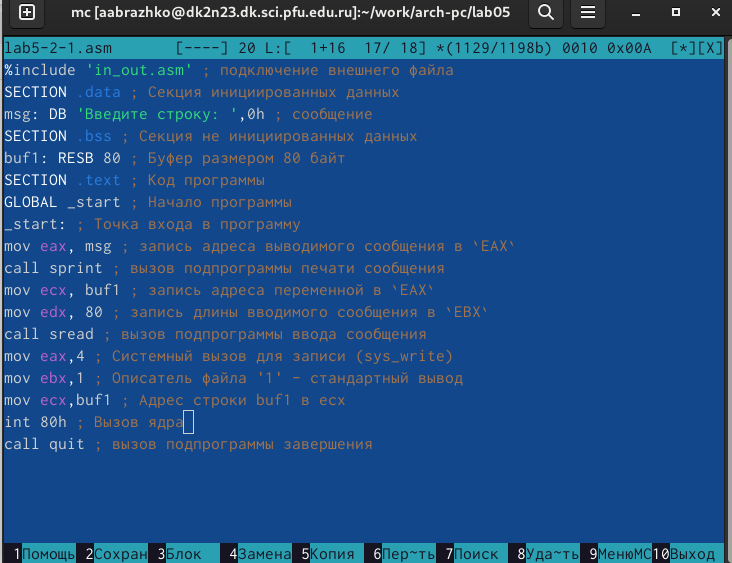 mc [aabrazhko@dk2n23.dk.sci.pfu.edu.ru]:~/work/arch-pc/lab05
lab5-2-1.asm [----] 20 L:[ 1+16 17/ 18] *(1129/1198b) 0010 0x00A [*][X]
%include 'in_out.asm' ; подключение внешнего файла
SECTION .data ; Секция инициированных данных
msg: DB 'Введите строку: ',0h ; сообщение
SECTION .bss ; Секция не инициированных данных
buf1: RESB 80 ; Буфер размером 80 байт
SECTION .text ; Код программы
GLOBAL _start ; Начало программы
_start: ; Точка входа в программу
mov eax, msg ; запись адреса выводимого сообщения в `EAX`
call sprint ; вызов подпрограммы печати сообщения
mov ecx, buf1 ; запись адреса переменной в `EAX`
mov edx, 80 ; запись длины вводимого сообщения в `EBX`
call sread ; вызов подпрограммы ввода сообщения
mov eax,4 ; Системный вызов для записи (sys_write)
mov ebx,1 ; Описатель файла '1' - стандартный вывод
mov ecx,buf1 ; Адрес строки buf1 в ecx
int 80h ; Вызов ядра
call quit ; вызов подпрограммы завершения
1Помощь 2Сохран 3Блок 4Замена 5Копия 6Пер~ть 7Поиск 8Уда~ть 9МенюMC 10Выход